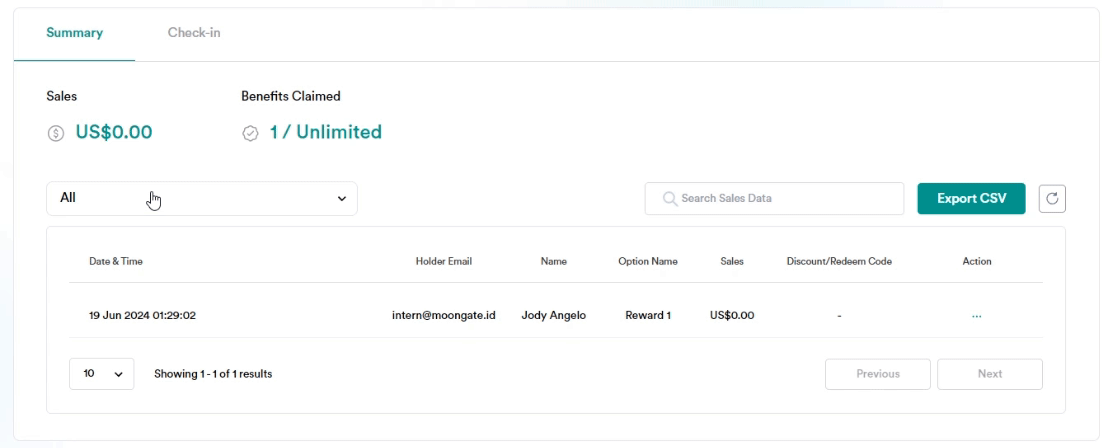 Summary Check-in
Sales Benefits Claimed
US$0.00 1 / Unlimited
All Search Sales Data Export CSV
Date & Time Holder Email Name Option Name Sales Discount/Redeem Code Action
19 Jun 2024 01:29:02 intern@moongate.id Jody Angelo Reward 1 US$0.00 - ...
10 Showing 1 - 1 of 1 results Previous Next